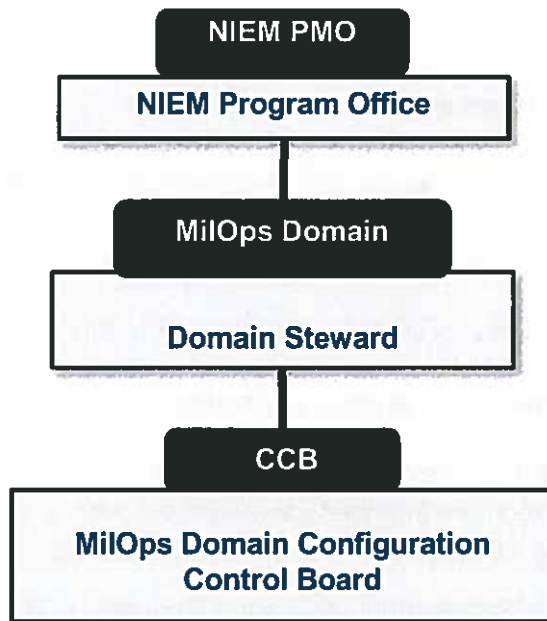 NIEM PMO
NIEM Program Office
MilOps Domain
Domain Steward
CCB
MilOps Domain Configuration
Control Board